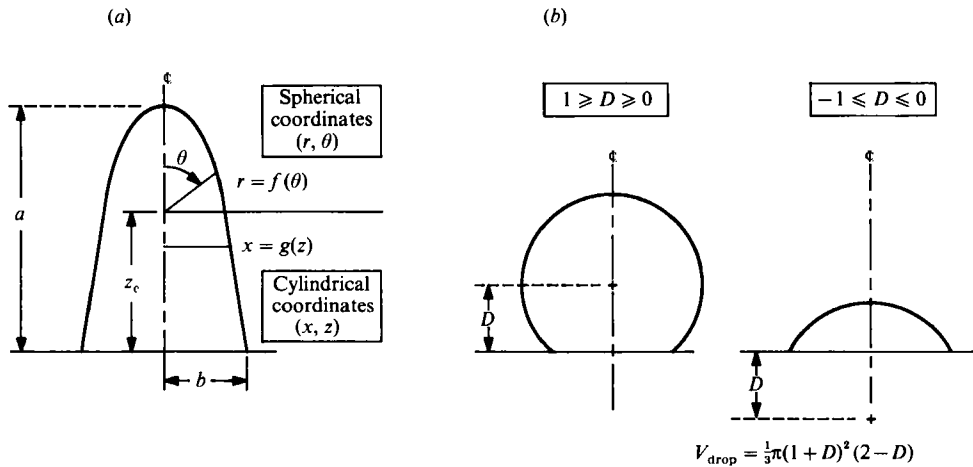 (a)
℄
Spherical
coordinates
(r, θ)
θ
r = f(θ)
a
x = g(z)
z_c
Cylindrical
coordinates
(x, z)
b
(b)
1 ⩾ D ⩾ 0
−1 ⩽ D ⩽ 0
℄
℄
D
D
V_drop = ⅓π(1 + D)² (2 − D)